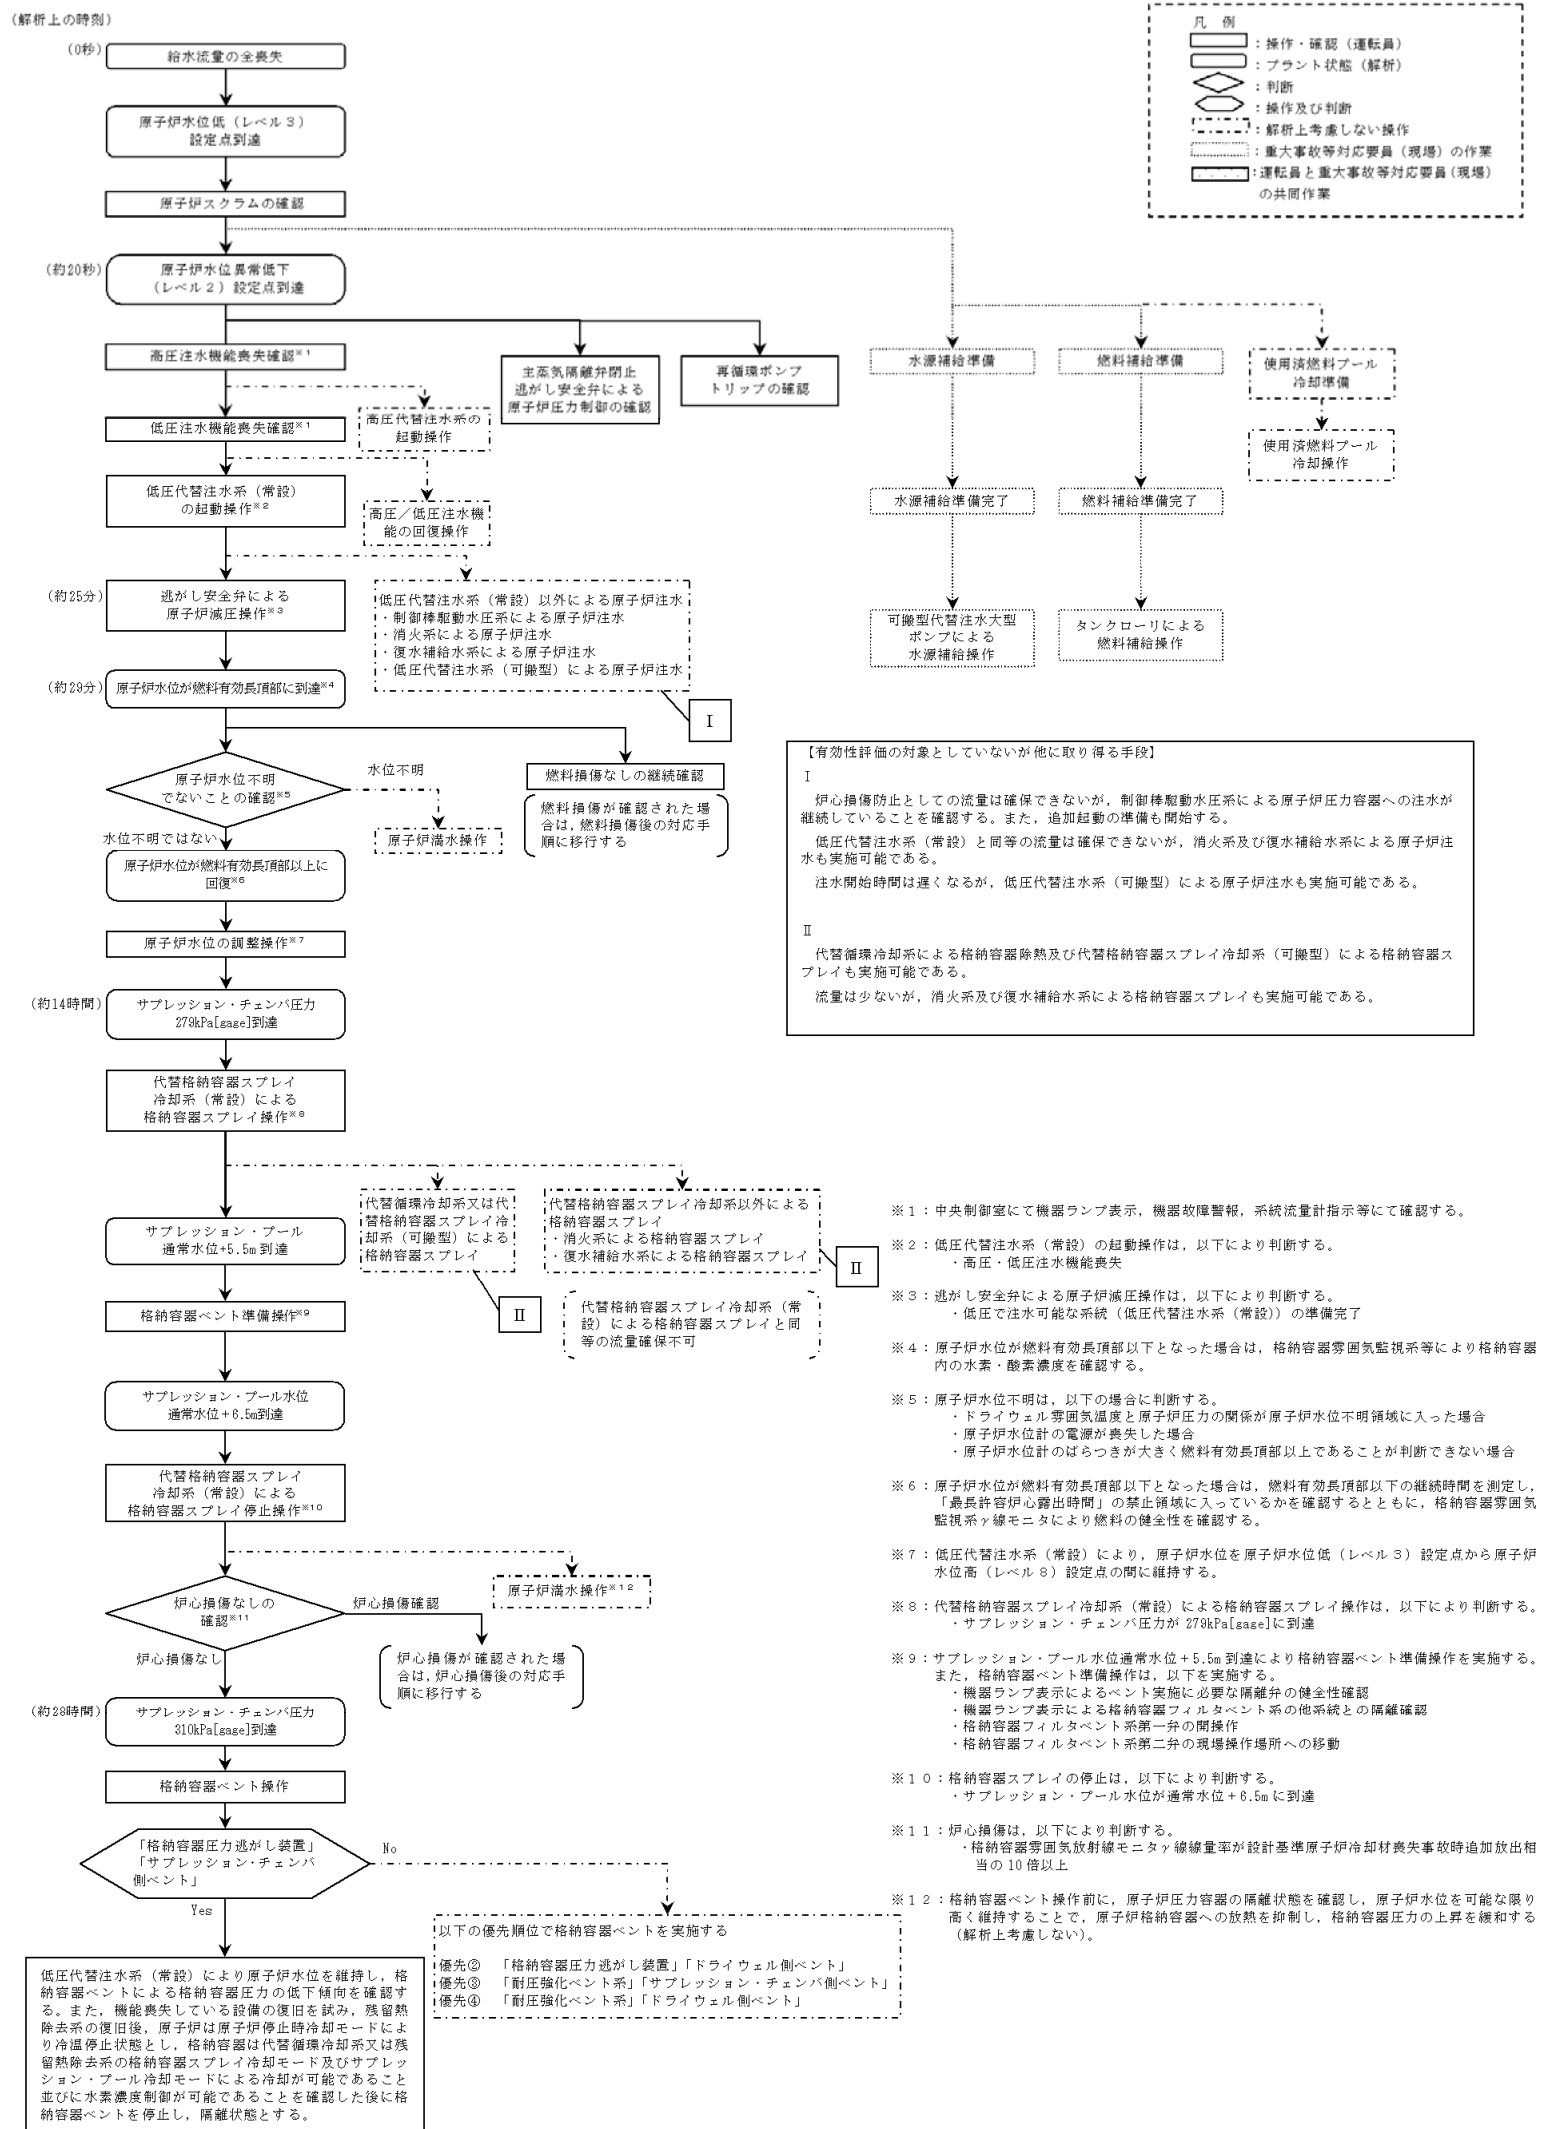 (解析上の時刻)
凡　例
：操作・確認（運転員）
：プラント状態（解析）
：判断
：操作及び判断
：解析上考慮しない操作
：重大事故等対応要員（現場）の作業
：運転員と重大事故等対応要員（現場）
の共同作業
(0秒)
給水流量の全喪失
原子炉水位低（レベル３）
設定点到達
原子炉スクラムの確認
(約20秒)
原子炉水位異常低下
（レベル２）設定点到達
高圧注水機能喪失確認※１
主蒸気隔離弁閉止
逃がし安全弁による
原子炉圧力制御の確認
再循環ポンプ
トリップの確認
水源補給準備
燃料補給準備
使用済燃料プール
冷却準備
高圧代替注水系の
起動操作
低圧注水機能喪失確認※１
使用済燃料プール
冷却操作
低圧代替注水系（常設）
の起動操作※２
高圧／低圧注水機
能の回復操作
水源補給準備完了
燃料補給準備完了
(約25分)
逃がし安全弁による
原子炉減圧操作※３
低圧代替注水系（常設）以外による原子炉注水
・制御棒駆動水圧系による原子炉注水
・消火系による原子炉注水
・復水補給水系による原子炉注水
・低圧代替注水系（可搬型）による原子炉注水
Ⅰ
可搬型代替注水大型
ポンプによる
水源補給操作
タンクローリによる
燃料補給操作
(約29分)
原子炉水位が燃料有効長頂部に到達※４
原子炉水位不明
でないことの確認※５
水位不明
原子炉満水操作
燃料損傷なしの継続確認
燃料損傷が確認された場
合は，燃料損傷後の対応手
順に移行する
水位不明ではない
原子炉水位が燃料有効長頂部以上に
回復※６
原子炉水位の調整操作※７
【有効性評価の対象としていないが他に取り得る手段】
Ⅰ
炉心損傷防止としての流量は確保できないが，制御棒駆動水圧系による原子炉圧力容器への注水が
継続していることを確認する。また，追加起動の準備も開始する。
低圧代替注水系（常設）と同等の流量は確保できないが，消火系及び復水補給水系による原子炉注
水も実施可能である。
注水開始時間は遅くなるが，低圧代替注水系（可搬型）による原子炉注水も実施可能である。
Ⅱ
代替循環冷却系による格納容器除熱及び代替格納容器スプレイ冷却系（可搬型）による格納容器ス
プレイも実施可能である。
流量は少ないが，消火系及び復水補給水系による格納容器スプレイも実施可能である。
(約14時間)
サプレッション・チェンバ圧力
279kPa[gage]到達
代替格納容器スプレイ
冷却系（常設）による
格納容器スプレイ操作※８
代替循環冷却系又は代
替格納容器スプレイ冷
却系（可搬型）による
格納容器スプレイ
Ⅱ
代替格納容器スプレイ冷却系以外による
格納容器スプレイ
・消火系による格納容器スプレイ
・復水補給水系による格納容器スプレイ
Ⅱ
代替格納容器スプレイ冷却系（常
設）による格納容器スプレイと同
等の流量確保不可
サプレッション・プール
通常水位+5.5m到達
格納容器ベント準備操作※９
サプレッション・プール水位
通常水位＋6.5m到達
代替格納容器スプレイ
冷却系（常設）による
格納容器スプレイ停止操作※１０
原子炉満水操作※１２
炉心損傷なしの
確認※１１
炉心損傷確認
炉心損傷が確認された場
合は，炉心損傷後の対応手
順に移行する
炉心損傷なし
(約28時間)
サプレッション・チェンバ圧力
310kPa[gage]到達
格納容器ベント操作
「格納容器圧力逃がし装置」
「サプレッション・チェンバ
側ベント」
No
Yes
以下の優先順位で格納容器ベントを実施する
優先②　「格納容器圧力逃がし装置」「ドライウェル側ベント」
優先③　「耐圧強化ベント系」「サプレッション・チェンバ側ベント」
優先④　「耐圧強化ベント系」「ドライウェル側ベント」
低圧代替注水系（常設）により原子炉水位を維持し，格
納容器ベントによる格納容器圧力の低下傾向を確認す
る。また，機能喪失している設備の復旧を試み，残留熱
除去系の復旧後，原子炉は原子炉停止時冷却モードによ
り冷温停止状態とし，格納容器は代替循環冷却系又は残
留熱除去系の格納容器スプレイ冷却モード及びサプレッ
ション・プール冷却モードによる冷却が可能であること
並びに水素濃度制御が可能であることを確認した後に格
納容器ベントを停止し，隔離状態とする。
※１：中央制御室にて機器ランプ表示，機器故障警報，系統流量計指示等にて確認する。
※２：低圧代替注水系（常設）の起動操作は，以下により判断する。
・高圧・低圧注水機能喪失
※３：逃がし安全弁による原子炉減圧操作は，以下により判断する。
・低圧で注水可能な系統（低圧代替注水系（常設））の準備完了
※４：原子炉水位が燃料有効長頂部以下となった場合は，格納容器雰囲気監視系等により格納容器
内の水素・酸素濃度を確認する。
※５：原子炉水位不明は，以下の場合に判断する。
・ドライウェル雰囲気温度と原子炉圧力の関係が原子炉水位不明領域に入った場合
・原子炉水位計の電源が喪失した場合
・原子炉水位計のばらつきが大きく燃料有効長頂部以上であることが判断できない場合
※６：原子炉水位が燃料有効長頂部以下となった場合は，燃料有効長頂部以下の継続時間を測定し，
「最長許容炉心露出時間」の禁止領域に入っているかを確認するとともに，格納容器雰囲気
監視系γ線モニタにより燃料の健全性を確認する。
※７：低圧代替注水系（常設）により，原子炉水位を原子炉水位低（レベル３）設定点から原子炉
水位高（レベル８）設定点の間に維持する。
※８：代替格納容器スプレイ冷却系（常設）による格納容器スプレイ操作は，以下により判断する。
・サプレッション・チェンバ圧力が 279kPa[gage]に到達
※９：サプレッション・プール水位通常水位＋5.5m到達により格納容器ベント準備操作を実施する。
また，格納容器ベント準備操作は，以下を実施する。
・機器ランプ表示によるベント実施に必要な隔離弁の健全性確認
・機器ランプ表示による格納容器フィルタベント系の他系統との隔離確認
・格納容器フィルタベント系第一弁の開操作
・格納容器フィルタベント系第二弁の現場操作場所への移動
※１０：格納容器スプレイの停止は，以下により判断する。
・サプレッション・プール水位が通常水位＋6.5mに到達
※１１：炉心損傷は，以下により判断する。
・格納容器雰囲気放射線モニタγ線線量率が設計基準原子炉冷却材喪失事故時追加放出相
当の10倍以上
※１２：格納容器ベント操作前に，原子炉圧力容器の隔離状態を確認し，原子炉水位を可能な限り
高く維持することで，原子炉格納容器への放熱を抑制し，格納容器圧力の上昇を緩和する
（解析上考慮しない）。